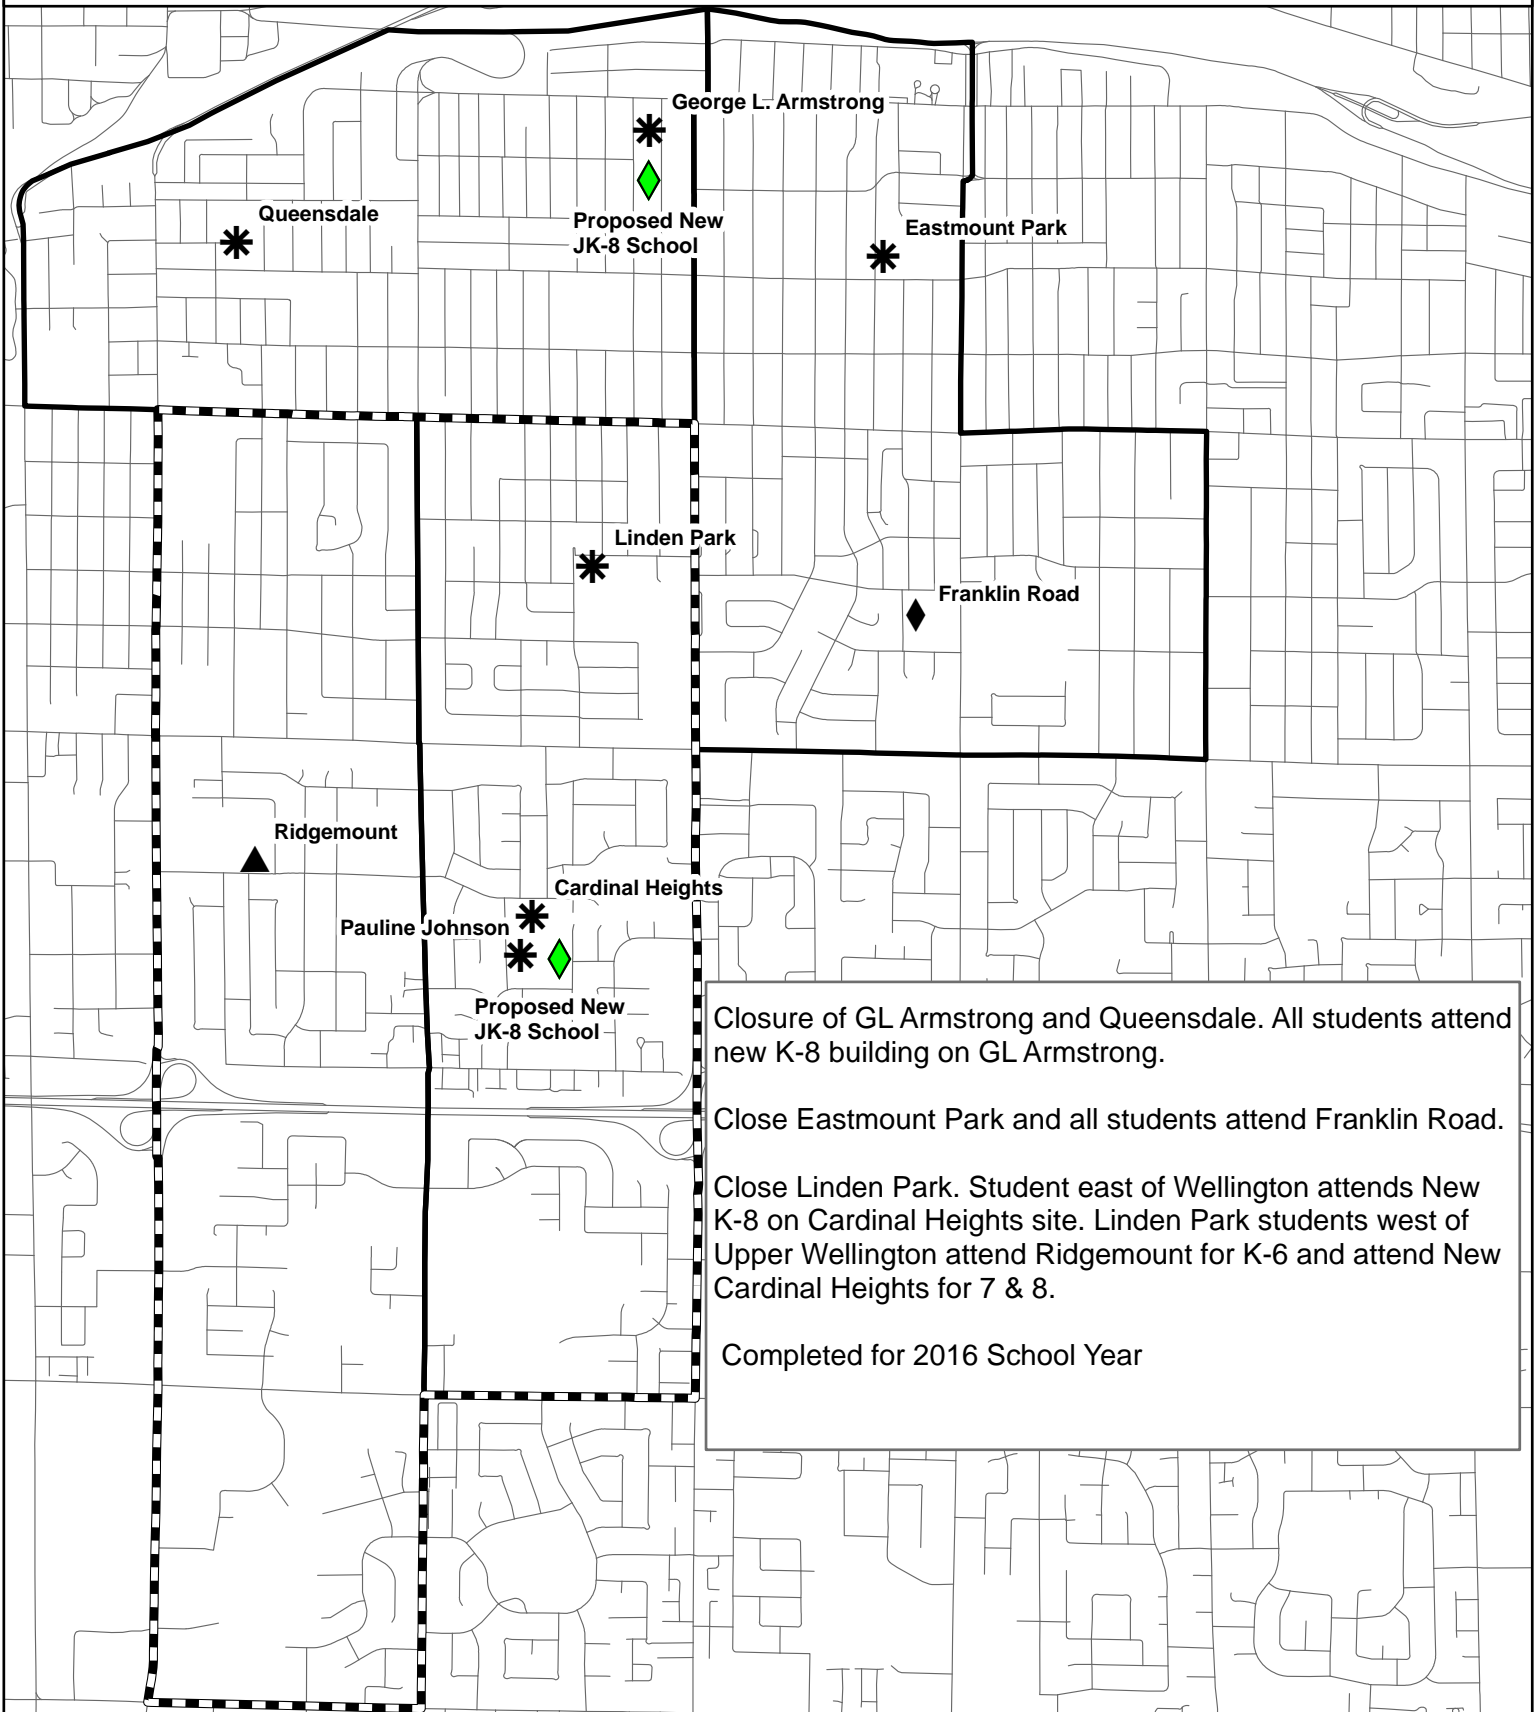 George L. Armstrong
Proposed New
JK-8 School
Queensdale
Eastmount Park
Linden Park
Franklin Road
Ridgemount
Cardinal Heights
Pauline Johnson
Proposed New
JK-8 School
Closure of GL Armstrong and Queensdale. All students attend
new K-8 building on GL Armstrong.
Close Eastmount Park and all students attend Franklin Road.
Close Linden Park. Student east of Wellington attends New
K-8 on Cardinal Heights site. Linden Park students west of
Upper Wellington attend Ridgemount for K-6 and attend New
Cardinal Heights for 7 & 8.
Completed for 2016 School Year